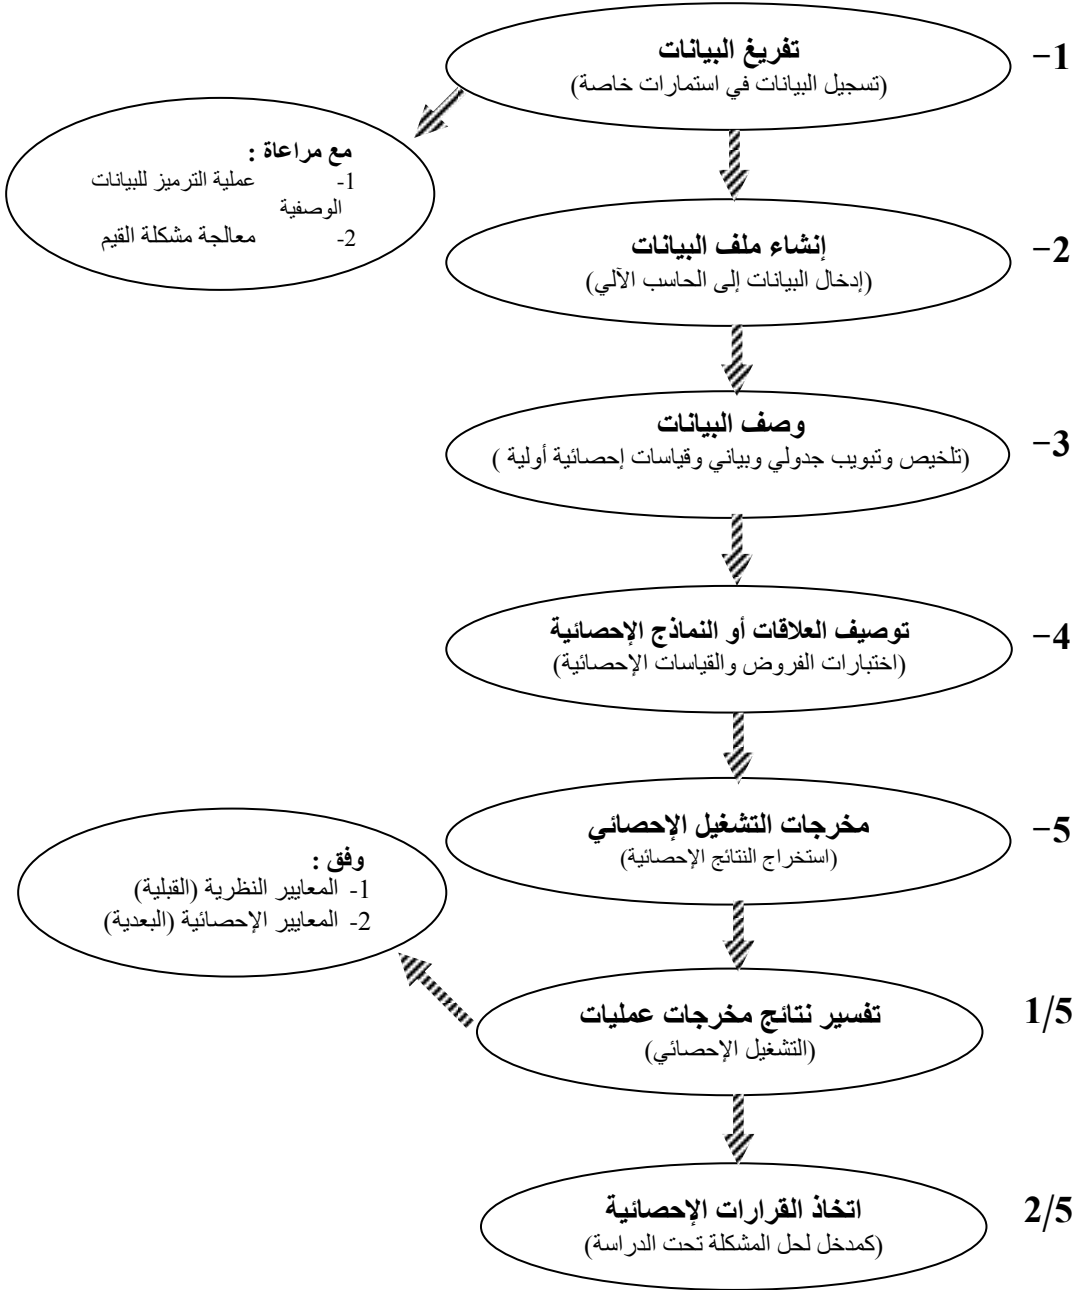 1-
تفريغ البيانات
(تسجيل البيانات في استمارات خاصة)
مع مراعاة :
1- عملية الترميز للبيانات
الوصفية
2- معالجة مشكلة القيم
2-
إنشاء ملف البيانات
(إدخال البيانات إلى الحاسب الآلي)
3-
وصف البيانات
(تلخيص وتبويب جدولي وبياني وقياسات إحصائية أولية )
4-
توصيف العلاقات أو النماذج الإحصائية
(اختبارات الفروض والقياسات الإحصائية)
5-
مخرجات التشغيل الإحصائي
(استخراج النتائج الإحصائية)
1/5
تفسير نتائج مخرجات عمليات
(التشغيل الإحصائي)
وفق :
1- المعايير النظرية (القبلية)
2- المعايير الإحصائية (البعدية)
2/5
اتخاذ القرارات الإحصائية
(كمدخل لحل المشكلة تحت الدراسة)